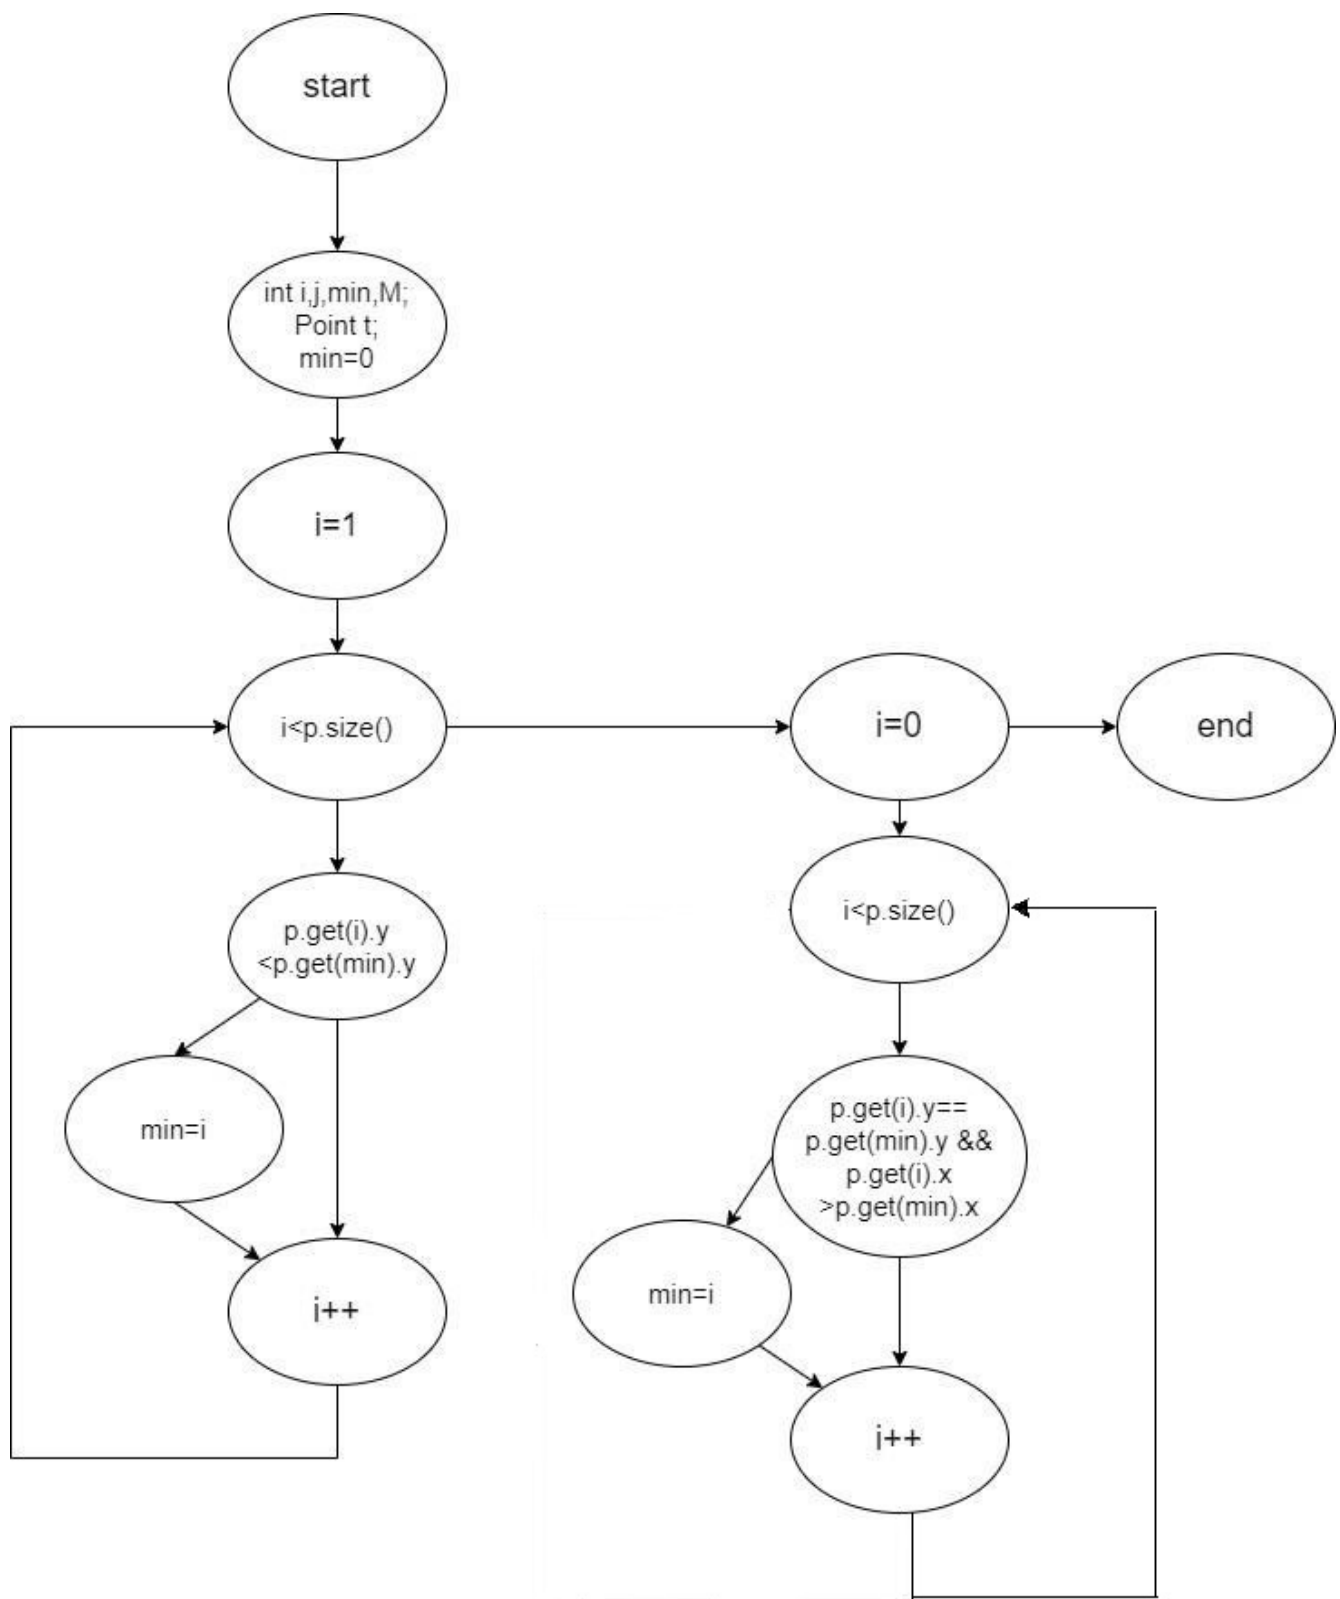 start
int i,j,min,M;
Point t;
min=0
i=1
i<p.size()
i=0
end
p.get(i).y
<p.get(min).y
i<p.size()
min=i
p.get(i).y==
p.get(min).y &&
p.get(i).x
>p.get(min).x
i++
min=i
i++